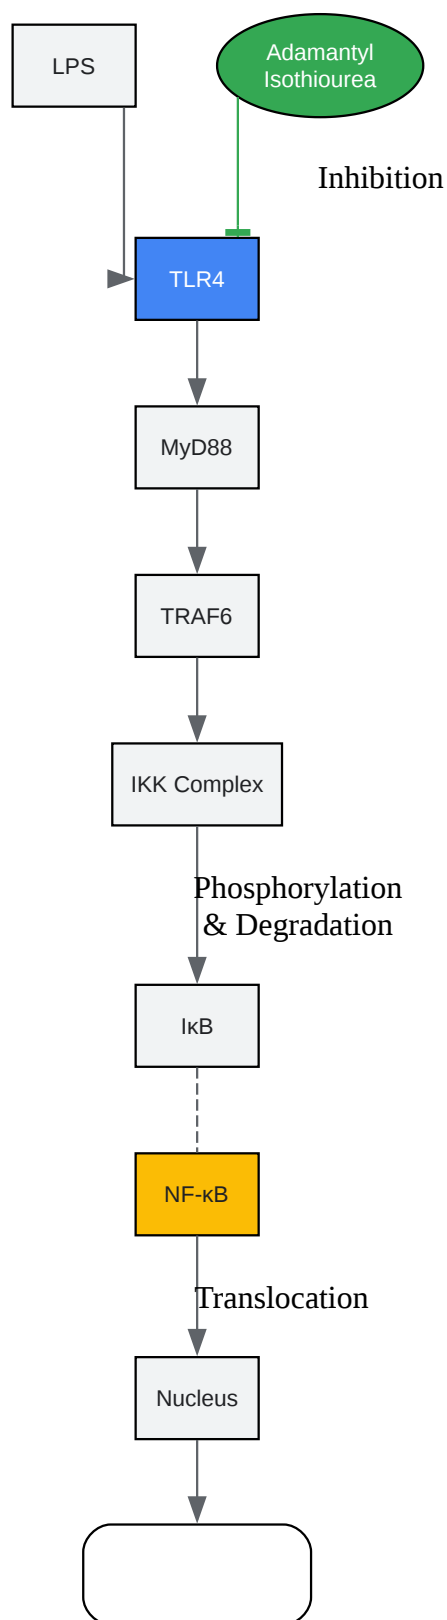 LPS
Adamantyl
Isothiourea
Inhibition
TLR4
MyD88
TRAF6
IKK Complex
Phosphorylation
& Degradation
IκB
NF-κB
Translocation
Nucleus